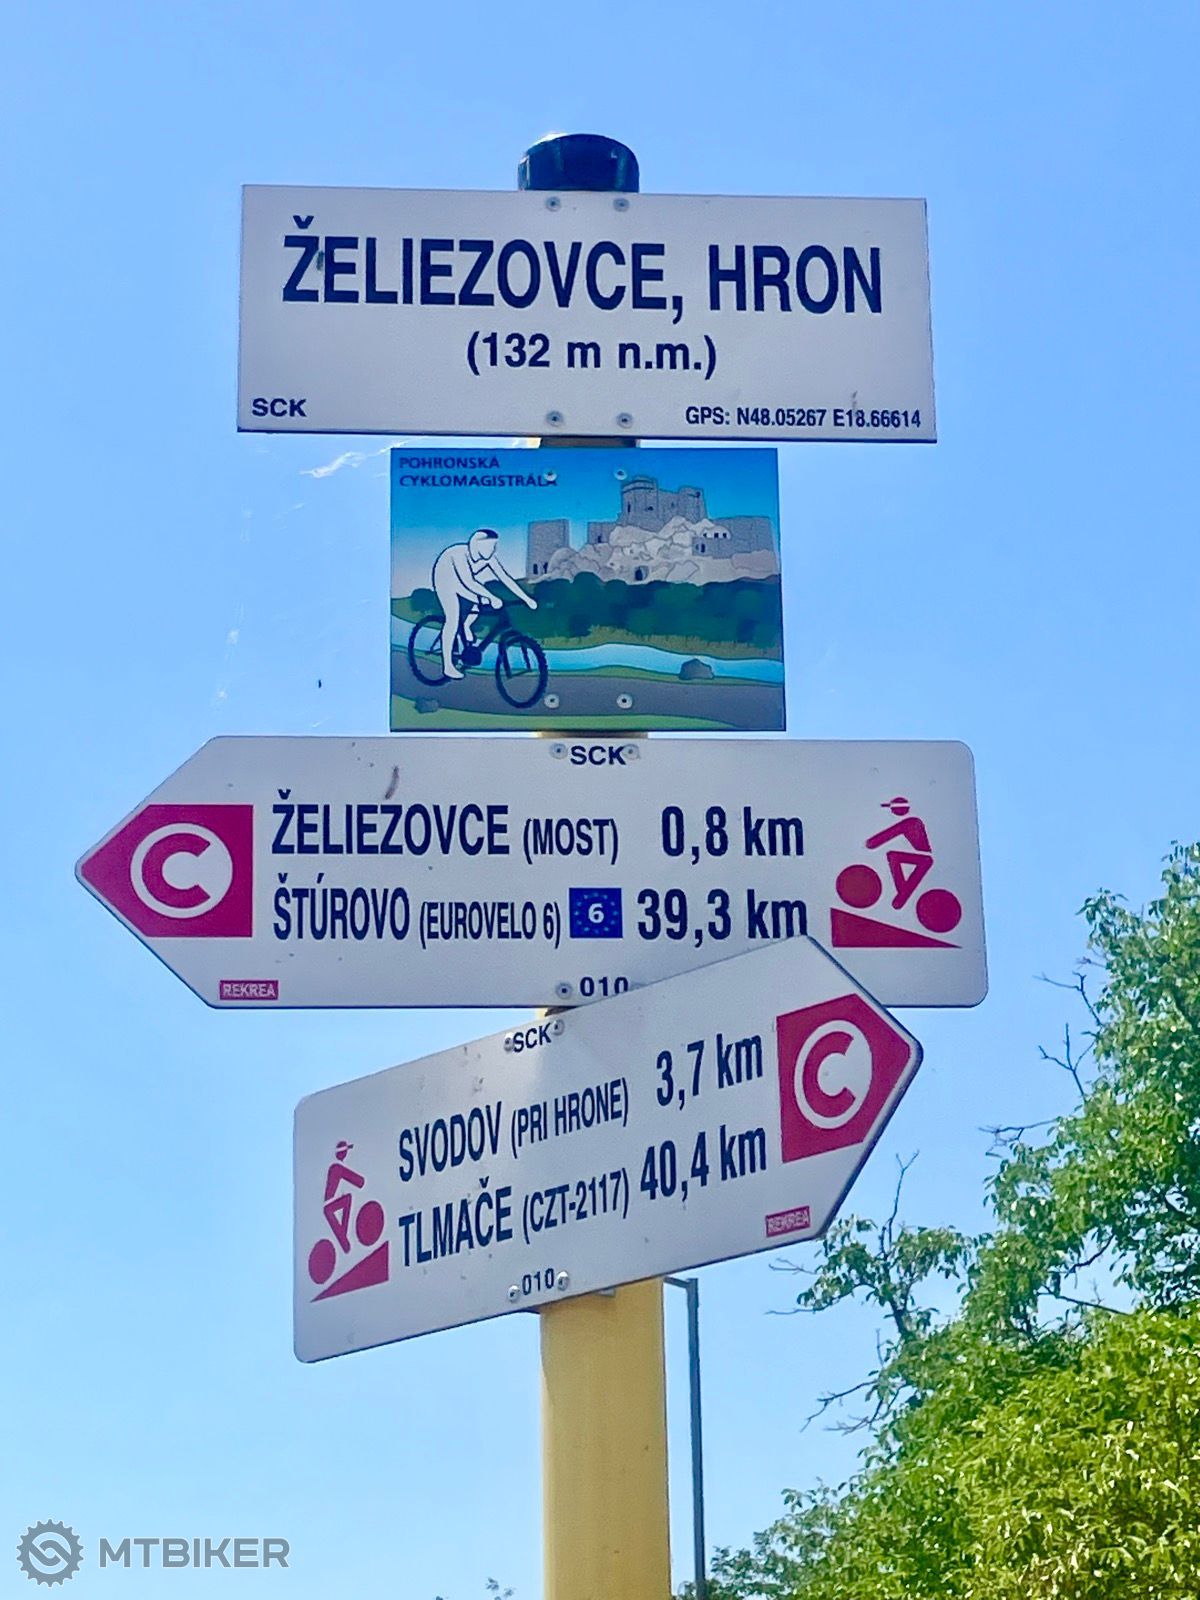 ŽELIEZOVCE, HRON
(132 m n.m.)
SCK
GPS: N48.05267 E18.66614
POHRONSKÁ
CYKLOMAGISTRÁLA
SCK
C
ŽELIEZOVCE (MOST) 0,8 km
ŠTÚROVO (EUROVELO 6) 6 39,3 km
REKREA
010
SCK
SVODOV (PRI HRONE) 3,7 km
C
TLMAČE (CZT-2117) 40,4 km
REKREA
010
MTBIKER